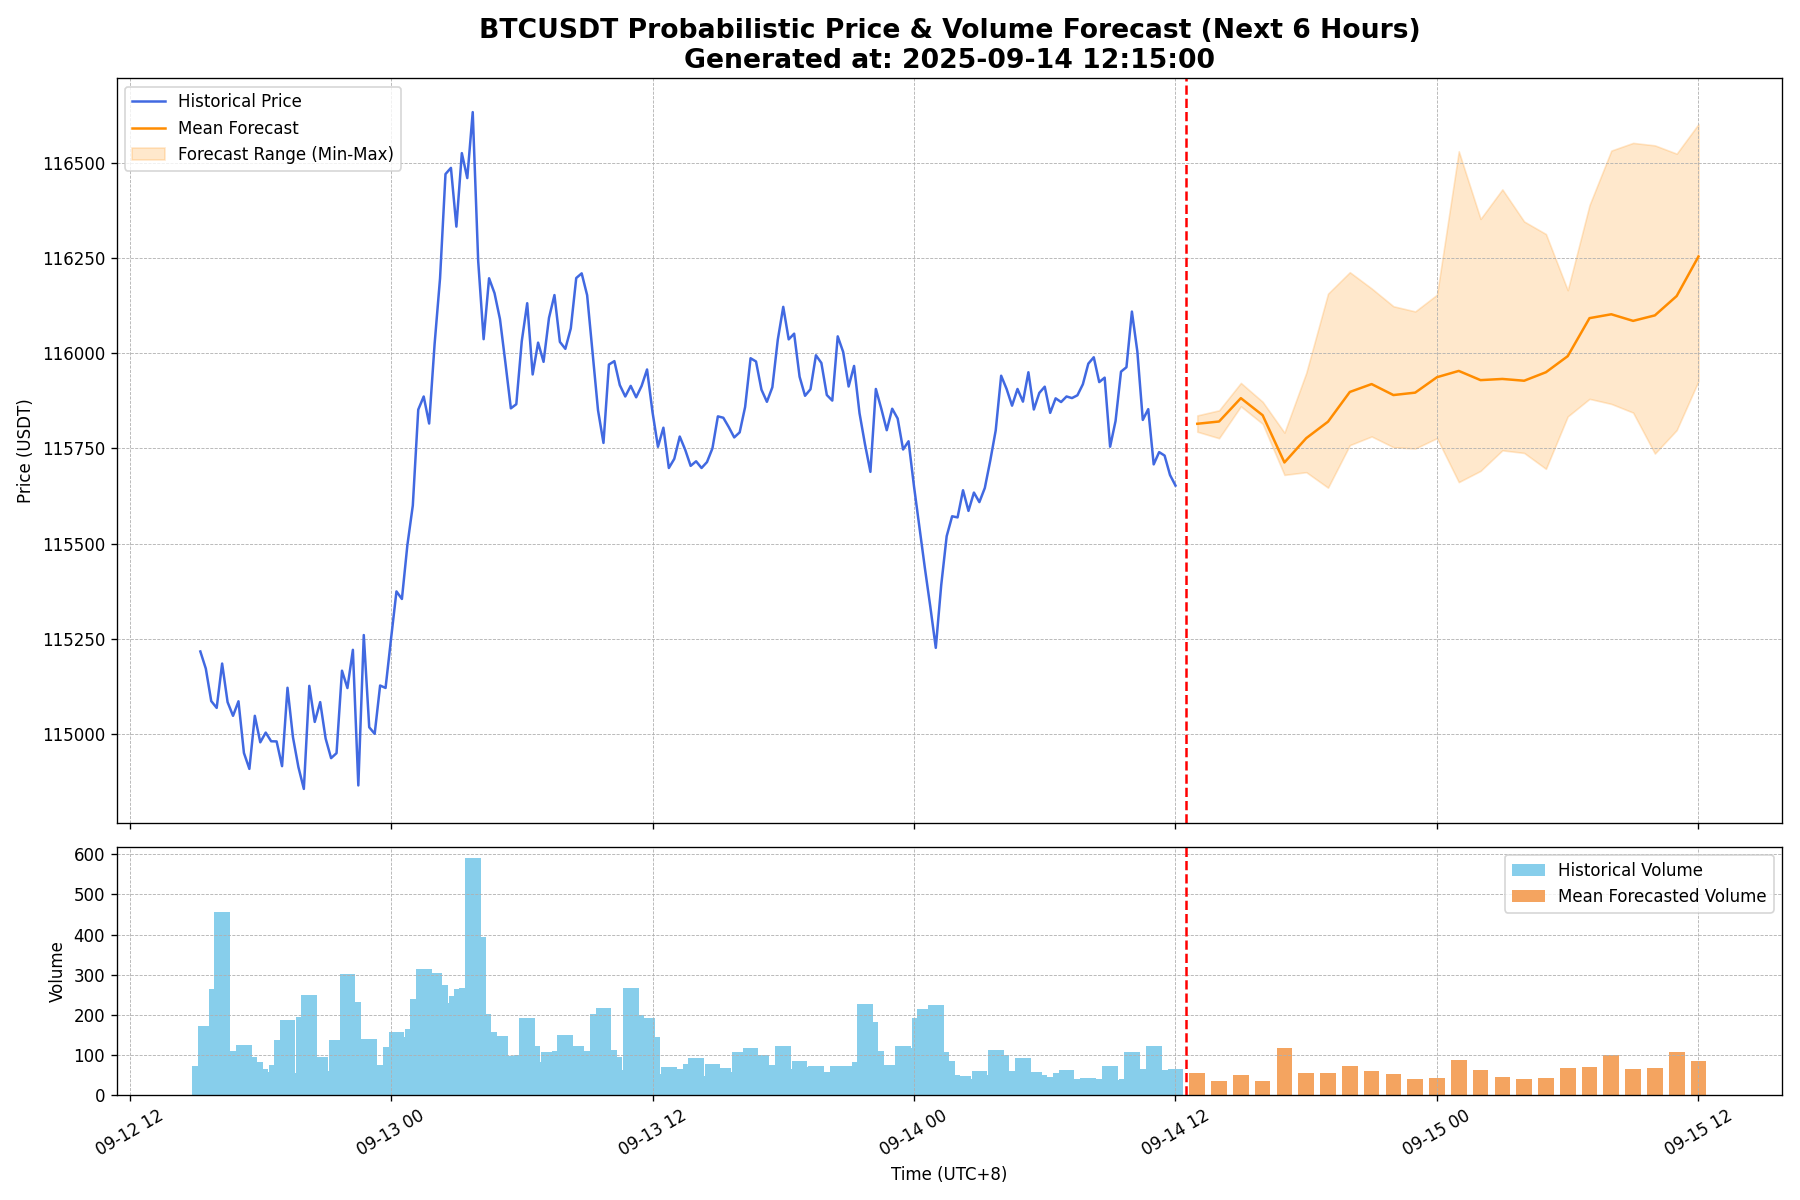 BTCUSDT Probabilistic Price & Volume Forecast (Next 6 Hours)
Generated at: 2025-09-14 12:15:00
Historical Price
Mean Forecast
Forecast Range (Min-Max)
116500
116250
116000
115750
115500
115250
115000
Price (USDT)
Historical Volume
Mean Forecasted Volume
600
500
400
300
200
100
0
Volume
09-12 12
09-13 00
09-13 12
09-14 00
09-14 12
09-15 00
09-15 12
Time (UTC+8)